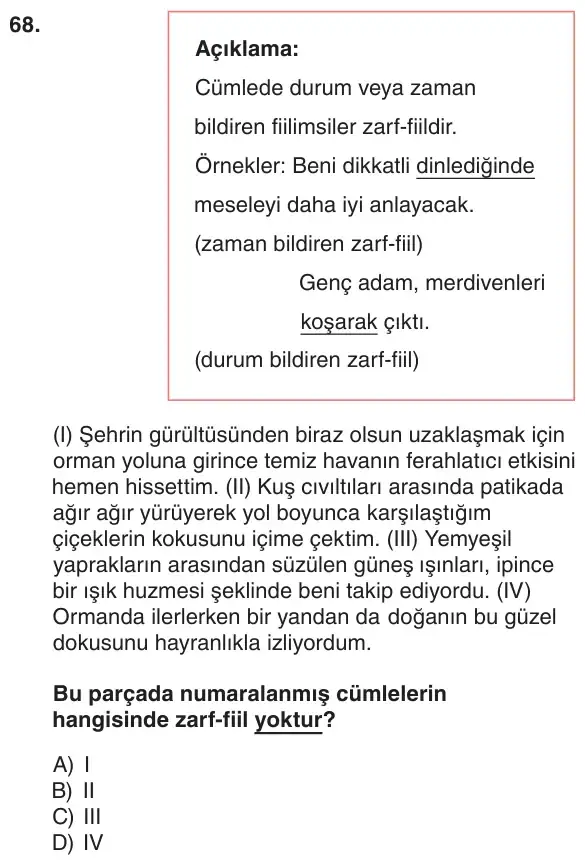 68.
Açıklama:
Cümlede durum veya zaman
bildiren fiilimsiler zarf-fiildir.
Örnekler: Beni dikkatli dinlediğinde
meseleyi daha iyi anlayacak.
(zaman bildiren zarf-fiil)
Genç adam, merdivenleri
koşarak çıktı.
(durum bildiren zarf-fiil)
(I) Şehrin gürültüsünden biraz olsun uzaklaşmak için
orman yoluna girince temiz havanın ferahlatıcı etkisini
hemen hissettim. (II) Kuş cıvıltıları arasında patikada
ağır ağır yürüyerek yol boyunca karşılaştığım
çiçeklerin kokusunu içime çektim. (III) Yemyeşil
yaprakların arasından süzülen güneş ışınları, ipince
bir ışık huzmesi şeklinde beni takip ediyordu. (IV)
Ormanda ilerlerken bir yandan da doğanın bu güzel
dokusunu hayranlıkla izliyordum.
Bu parçada numaralanmış cümlelerin
hangisinde zarf-fiil yoktur?
A) I
B) II
C) III
D) IV